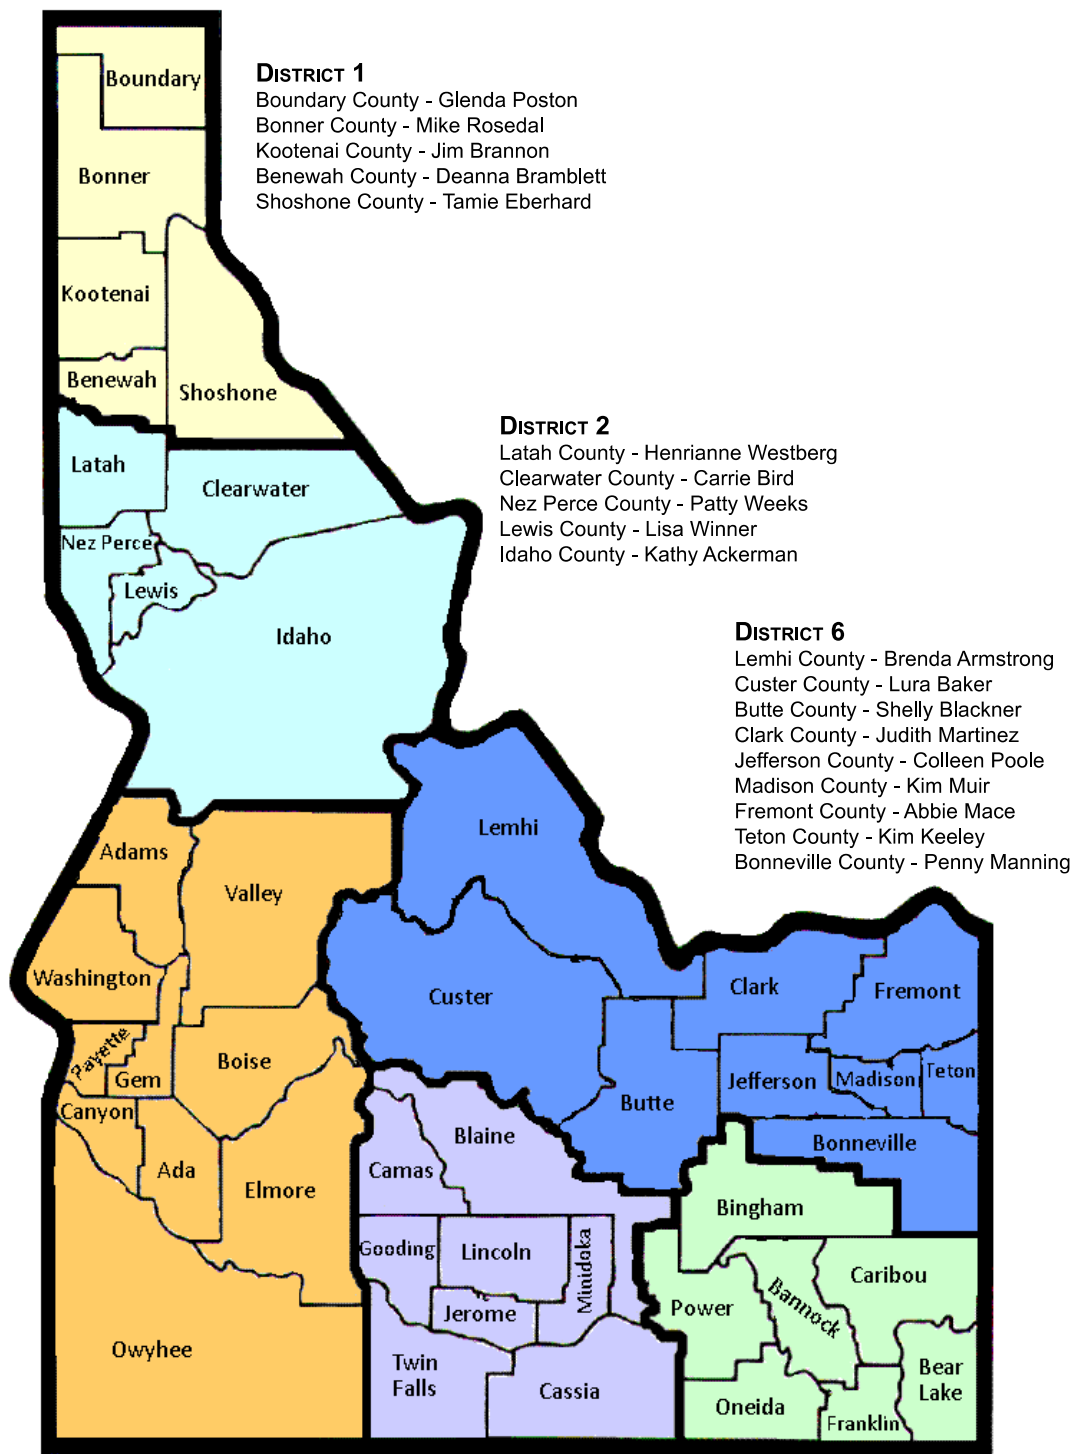 Boundary
Bonner
Kootenai
Benewah
Shoshone
DISTRICT 1
Boundary County - Glenda Poston
Bonner County - Mike Rosedal
Kootenai County - Jim Brannon
Benewah County - Deanna Bramblett
Shoshone County - Tamie Eberhard
Latah
Clearwater
Nez Perce
Lewis
Idaho
DISTRICT 2
Latah County - Henrianne Westberg
Clearwater County - Carrie Bird
Nez Perce County - Patty Weeks
Lewis County - Lisa Winner
Idaho County - Kathy Ackerman
DISTRICT 6
Lemhi County - Brenda Armstrong
Custer County - Lura Baker
Butte County - Shelly Blackner
Clark County - Judith Martinez
Jefferson County - Colleen Poole
Madison County - Kim Muir
Fremont County - Abbie Mace
Teton County - Kim Keeley
Bonneville County - Penny Manning
Adams
Valley
Washington
Payette
Gem
Boise
Canyon
Ada
Elmore
Owyhee
Lemhi
Custer
Clark
Fremont
Butte
Jefferson
Madison
Teton
Bonneville
Blaine
Camas
Gooding
Lincoln
Minidoka
Jerome
Twin
Falls
Cassia
Bingham
Power
Bannock
Caribou
Oneida
Franklin
Bear
Lake